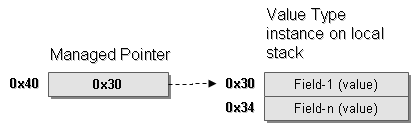 Value Type
instance on local
stack
Managed Pointer
0x40 0x30 0x30 Field-1 (value)
0x34 Field-n (value)